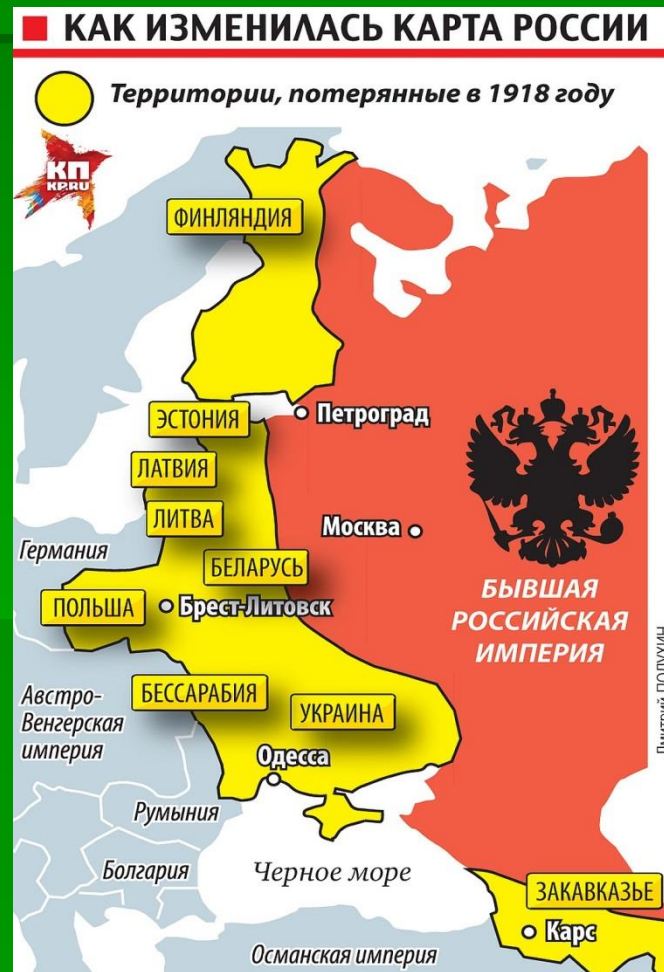 КАК ИЗМЕНИЛАСЬ КАРТА РОССИИ
Территории, потерянные в 1918 году
КП
KP.RU
ФИНЛЯНДИЯ
Петроград
ЭСТОНИЯ
ЛАТВИЯ
ЛИТВА
Москва
Германия
БЕЛАРУСЬ
ПОЛЬША
Брест-Литовск
БЫВШАЯ
РОССИЙСКАЯ
ИМПЕРИЯ
Дмитрий ПОЛУХИН
Австро-
Венгерская
империя
БЕССАРАБИЯ
УКРАИНА
Одесса
Румыния
Болгария
Черное море
ЗАКАВКАЗЬЕ
Карс
Османская империя